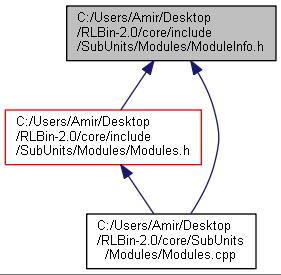 C:/Users/Amir/Desktop
/RLBin-2.0/core/include
/SubUnits/Modules/ModuleInfo.h
C:/Users/Amir/Desktop
/RLBin-2.0/core/include
/SubUnits/Modules/Modules.h
C:/Users/Amir/Desktop
/RLBin-2.0/core/SubUnits
/Modules/Modules.cpp